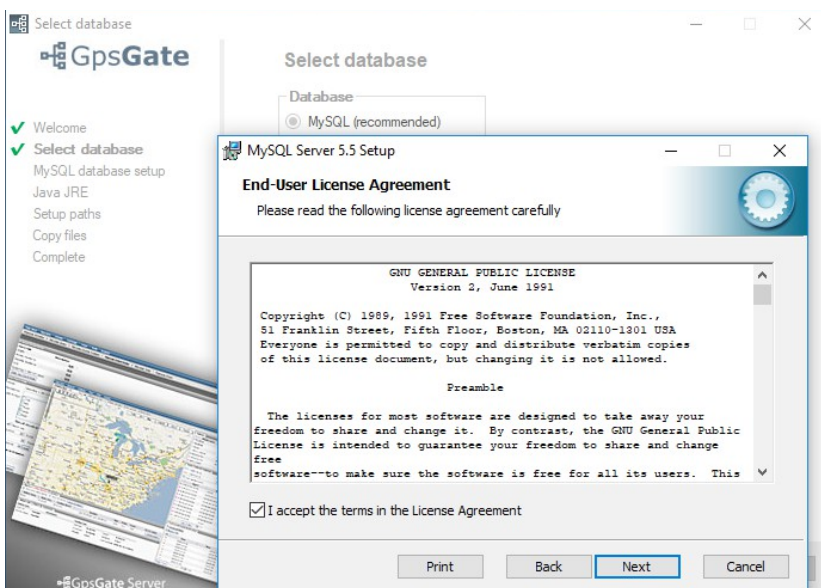 Select database
GpsGate
Select database
Database
MySQL (recommended)
Welcome
Select database
MySQL database setup
Java JRE
Setup paths
Copy files
Complete
MySQL Server 5.5 Setup
End-User License Agreement
Please read the following license agreement carefully
GNU GENERAL PUBLIC LICENSE
Version 2, June 1991
Copyright (C) 1989, 1991 Free Software Foundation, Inc.,
51 Franklin Street, Fifth Floor, Boston, MA 02110-1301 USA
Everyone is permitted to copy and distribute verbatim copies
of this license document, but changing it is not allowed.
Preamble
The licenses for most software are designed to take away your
freedom to share and change it. By contrast, the GNU General Public
License is intended to guarantee your freedom to share and change
free
software--to make sure the software is free for all its users. This
I accept the terms in the License Agreement
Print
Back
Next
Cancel
GpsGate Server